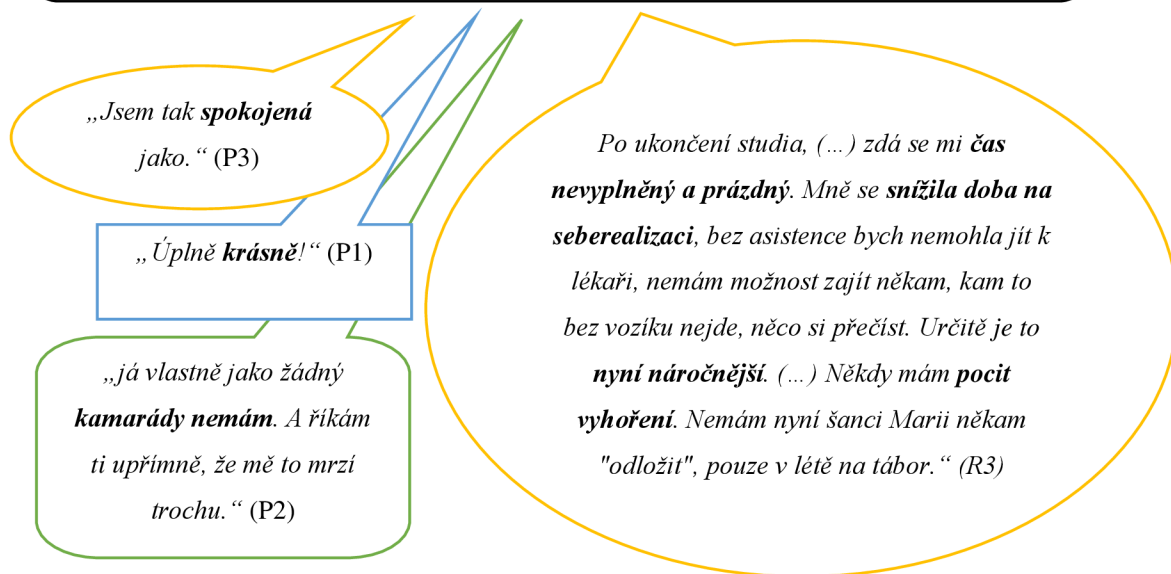 „Jsem tak spokojená
jako.“ (P3)
„Úplně krásně!“ (P1)
„já vlastně jako žádný
kamarády nemám. A říkám
ti upřímně, že mě to mrzí
trochu.“ (P2)
Po ukončení studia, (…) zdá se mi čas
nevyplněný a prázdný. Mně se snížila doba na
seberealizaci, bez asistence bych nemohla jít k
lékaři, nemám možnost zajít někam, kam to
bez vozíku nejde, něco si přečíst. Určitě je to
nyní náročnější. (…) Někdy mám pocit
vyhoření. Nemám nyní šanci Marii někam
"odložit", pouze v létě na tábor.“ (R3)